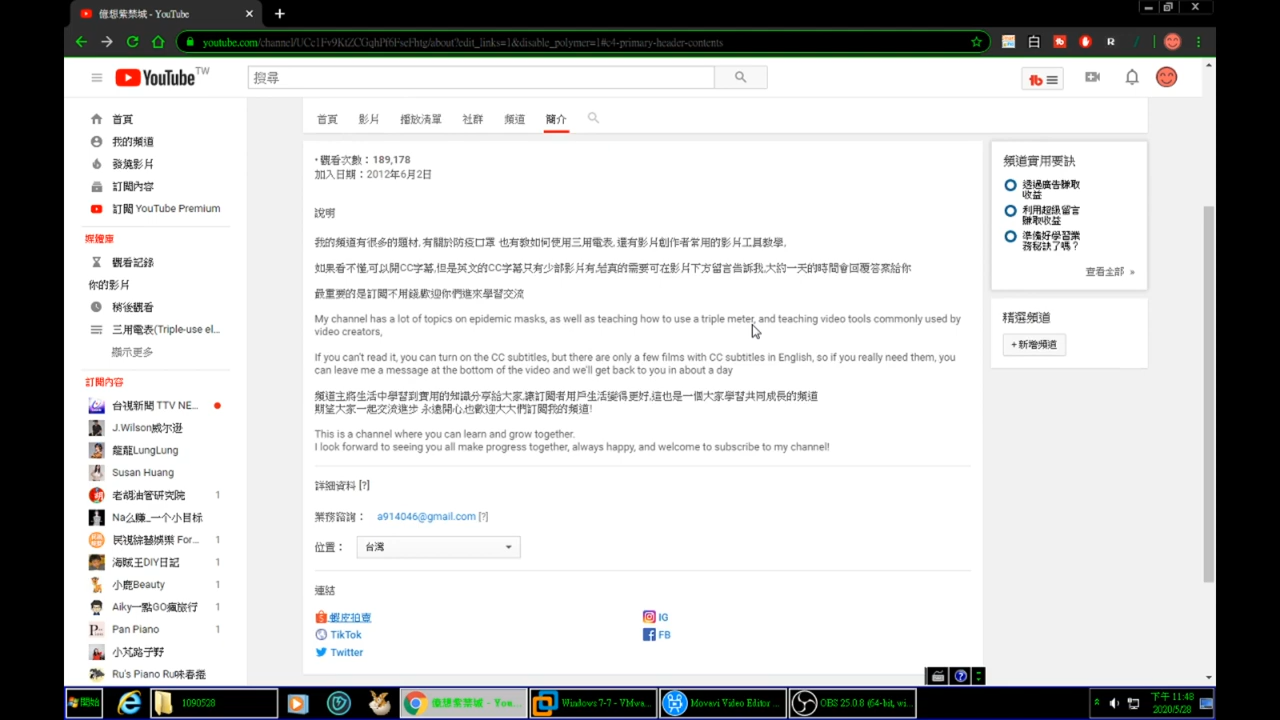 億想紫禁城 - YouTube
youtube.com/channel/UCc1Fv9KtZCGqhPf6FseFhtg/about?edit_links=1&disable_polymer=1#c4-primary-header-contents
YouTube TW
搜尋
首頁
我的頻道
發燒影片
訂閱內容
訂閱 YouTube Premium
媒體庫
觀看記錄
你的影片
稍後觀看
三用電表(Triple-use el...
顯示更多
訂閱內容
台視新聞 TTV NE...
J.Wilson威尔逊
龍龍LungLung
Susan Huang
老胡油管研究院 1
Na么赚_一个小目标
民視綜藝娛樂 For... 1
海賊王DIY日記 1
小鹿Beauty 1
Aiky一點GO瘋旅行 1
Pan Piano 1
小芃路子野
Ru's Piano Ru味春捲
首頁 影片 播放清單 社群 頻道 簡介
• 觀看次數：189,178
加入日期：2012年6月2日
說明
我的頻道有很多的題材, 有關於防疫口罩 也有教如何使用三用電表, 還有影片創作者常用的影片工具教學,
如果看不懂,可以開CC字幕,但是英文的CC字幕只有少部影片有,
真的需要可在影片下方留言告訴我,大約一天的時間會回覆答案給你
最重要的是訂閱不用錢,歡迎你們進來學習交流
My channel has a lot of topics on epidemic masks, as well as teaching how to use a triple meter, and teaching video tools commonly used by
video creators,
If you can't read it, you can turn on the CC subtitles, but there are only a few films with CC subtitles in English, so if you really need them, you
can leave me a message at the bottom of the video and we'll get back to you in about a day
頻道主將生活中學習到實用的知識分享給大家,讓訂閱者用戶生活變得更好,這也是一個大家學習共同成長的頻道
期望大家一起交流進步 永遠開心,也歡迎大大們訂閱我的頻道!
This is a channel where you can learn and grow together.
I look forward to seeing you all make progress together, always happy, and welcome to subscribe to my channel!
詳細資料 [?]
業務諮詢： a914046@gmail.com [?]
位置： 台灣
連結
蝦皮拍賣
TikTok
Twitter
IG
FB
頻道實用要訣
透過廣告賺取
收益
利用超級留言
賺取收益
準備好學習業
務秘訣了嗎？
查看全部 »
精選頻道
+ 新增頻道
開始
1090528
億想紫禁城 - You...
Windows 7-7 - VMwa...
Movavi Video Editor ...
OBS 25.0.8 (64-bit, wi...
下午 11:48
2020/5/28